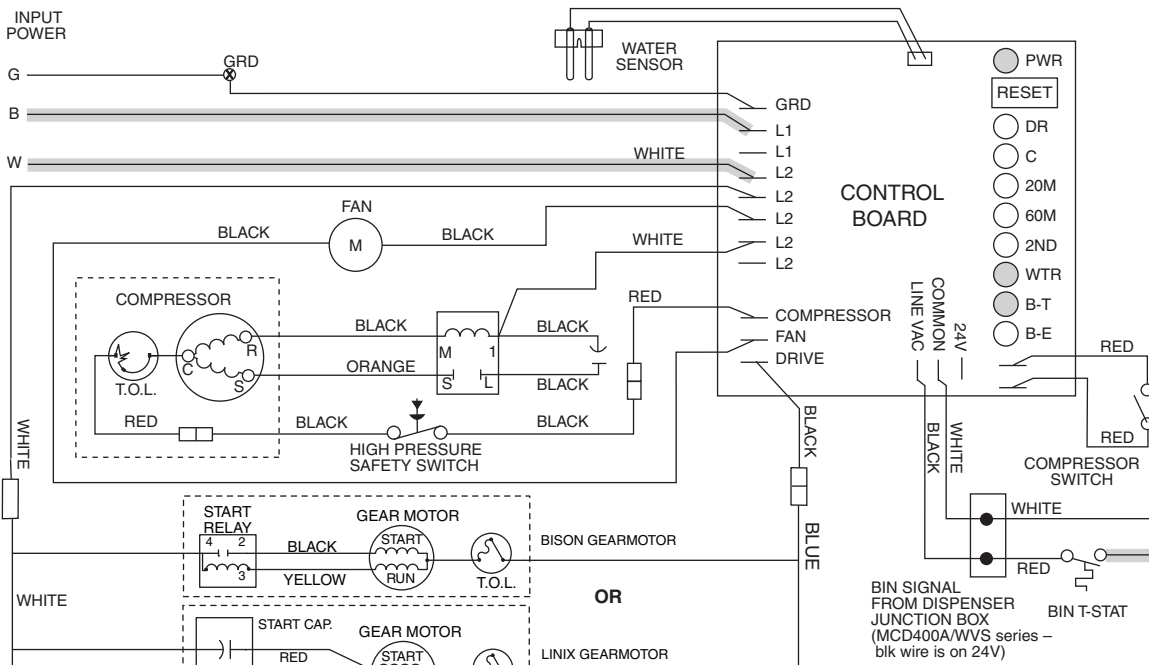 INPUT
POWER
G
GRD
B
W
WHITE
WATER
SENSOR
GRD
L1
L1
L2
L2
L2
L2
L2
CONTROL
BOARD
PWR
RESET
DR
C
20M
60M
2ND
WTR
B-T
B-E
FAN
M
BLACK
BLACK
WHITE
RED
COMPRESSOR
FAN
DRIVE
LINE VAC
COMMON
24V
COMPRESSOR
T.O.L.
C
R
S
BLACK
ORANGE
M
1
S
L
BLACK
BLACK
RED
BLACK
BLACK
HIGH PRESSURE
SAFETY SWITCH
WHITE
BLACK
BLACK
WHITE
RED
RED
COMPRESSOR
SWITCH
START
RELAY
4
2
3
BLACK
YELLOW
GEAR MOTOR
START
RUN
T.O.L.
BISON GEARMOTOR
BLUE
WHITE
RED
BIN T-STAT
BIN SIGNAL
FROM DISPENSER
JUNCTION BOX
(MCD400A/WVS series –
blk wire is on 24V)
WHITE
OR
START CAP.
RED
GEAR MOTOR
START
LINIX GEARMOTOR